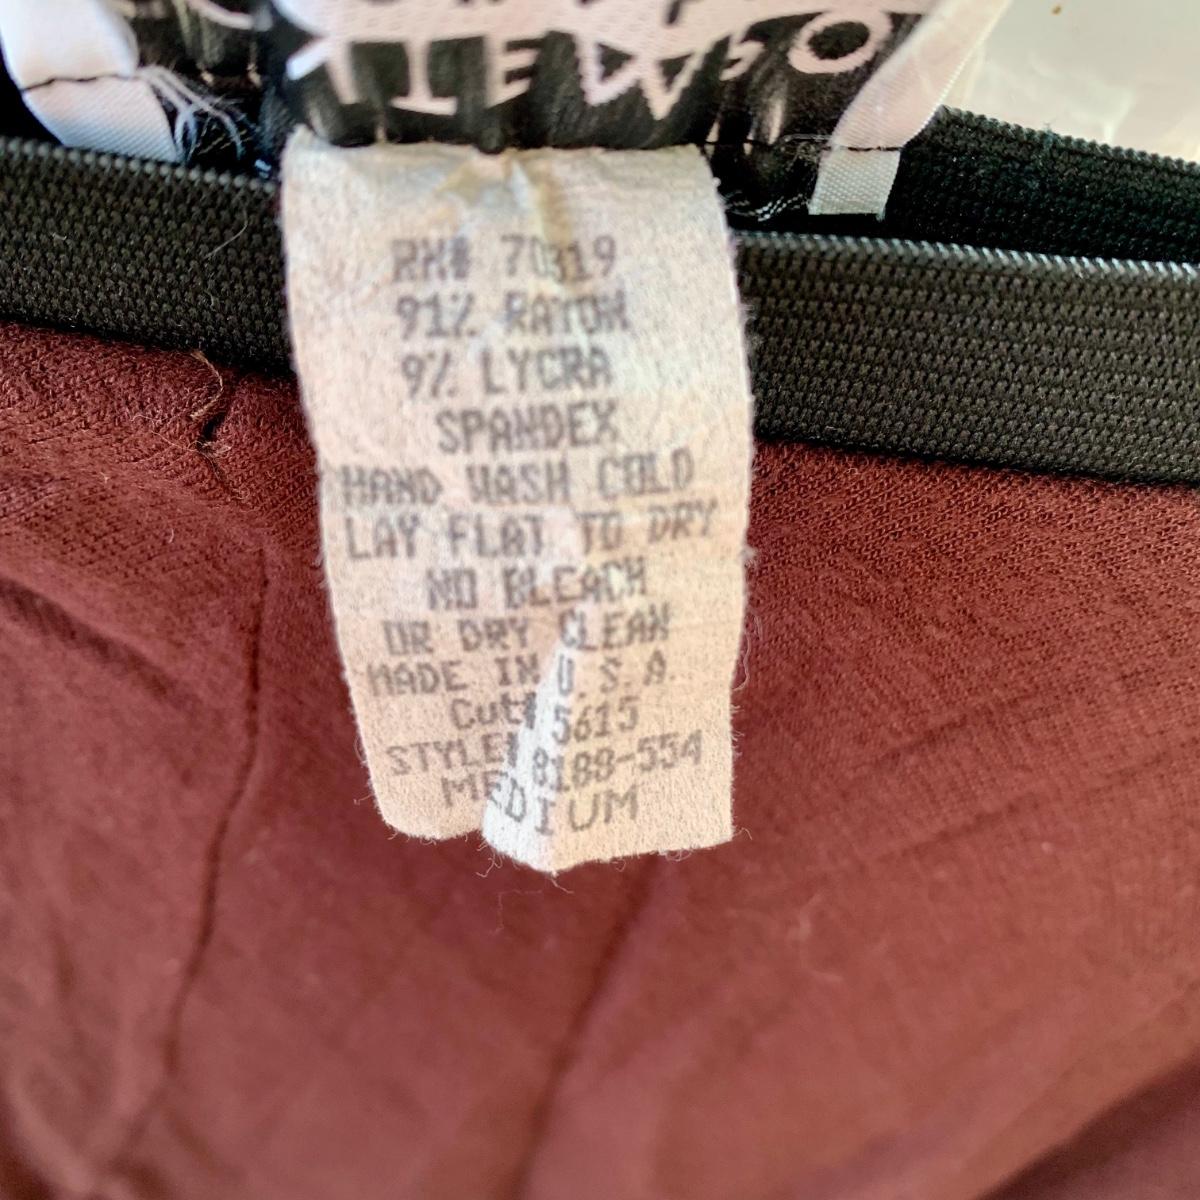 RN# 70319
91% RAYON
9% LYCRA
SPANDEX
HAND WASH COLD
LAY FLAT TO DRY
NO BLEACH
OR DRY CLEAN
MADE IN U.S.A.
Cut# 5615
STYLE# 8188-554
MEDIUM